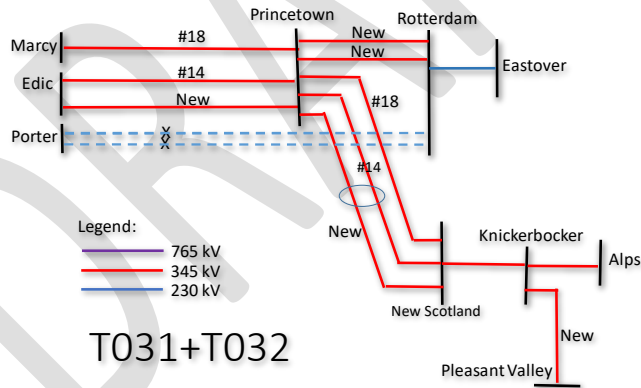 Princetown
Rotterdam
Marcy
#18
New
New
Eastover
Edic
#14
New
#18
Porter
X
X
#14
Legend:
765 kV
345 kV
230 kV
New
Knickerbocker
Alps
New Scotland
New
T031+T032
Pleasant Valley
DRA